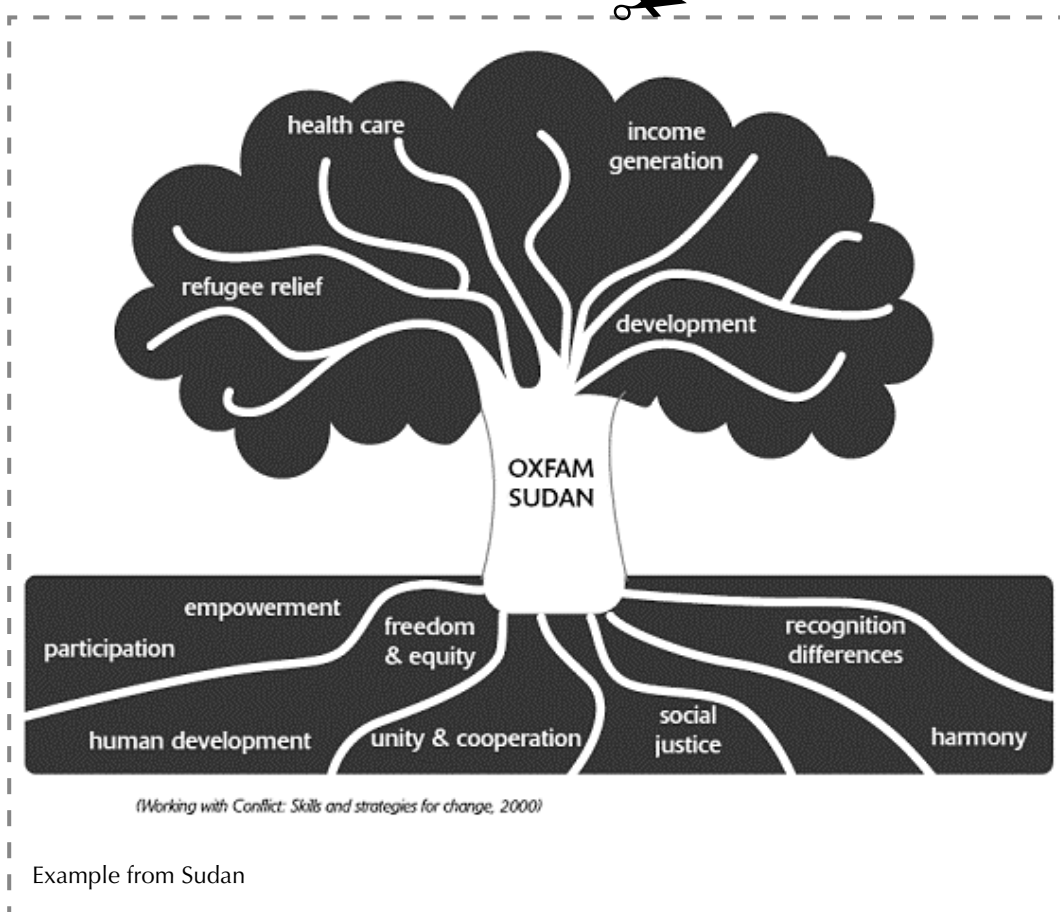 health care
income
generation
refugee relief
development
OXFAM
SUDAN
empowerment
participation
freedom
& equity
recognition
differences
human development
unity & cooperation
social
justice
harmony
(Working with Conflict: Skills and strategies for change, 2000)
Example from Sudan